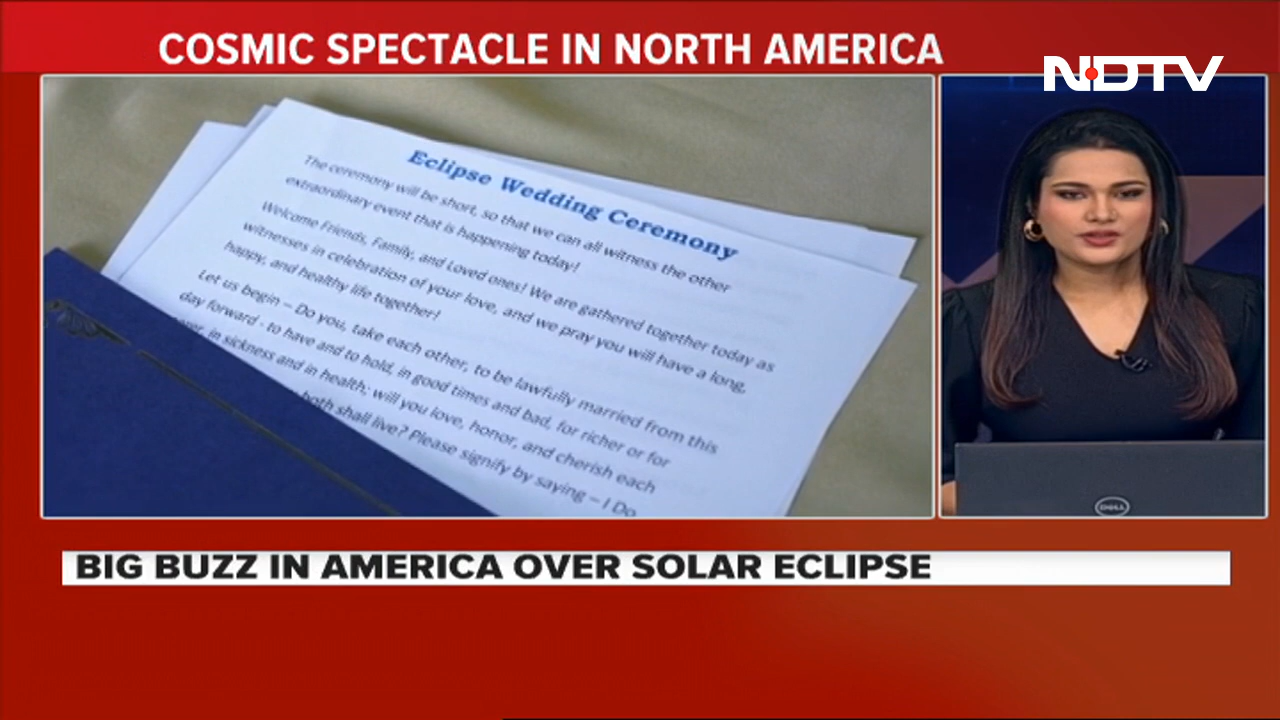 COSMIC SPECTACLE IN NORTH AMERICA
NDTV
Eclipse Wedding Ceremony
The ceremony will be short, so that we can all witness the other
extraordinary event that is happening today!
Welcome Friends, Family, and Loved ones! We are gathered together today as
witnesses in celebration of your love, and we pray you will have a long,
happy, and healthy life together!
Let us begin – Do you, take each other, to be lawfully married from this
day forward - to have and to hold, in good times and bad, for richer or for
in sickness and in health; will you love, honor, and cherish each
both shall live? Please signify by saying – I Do
DELL
BIG BUZZ IN AMERICA OVER SOLAR ECLIPSE